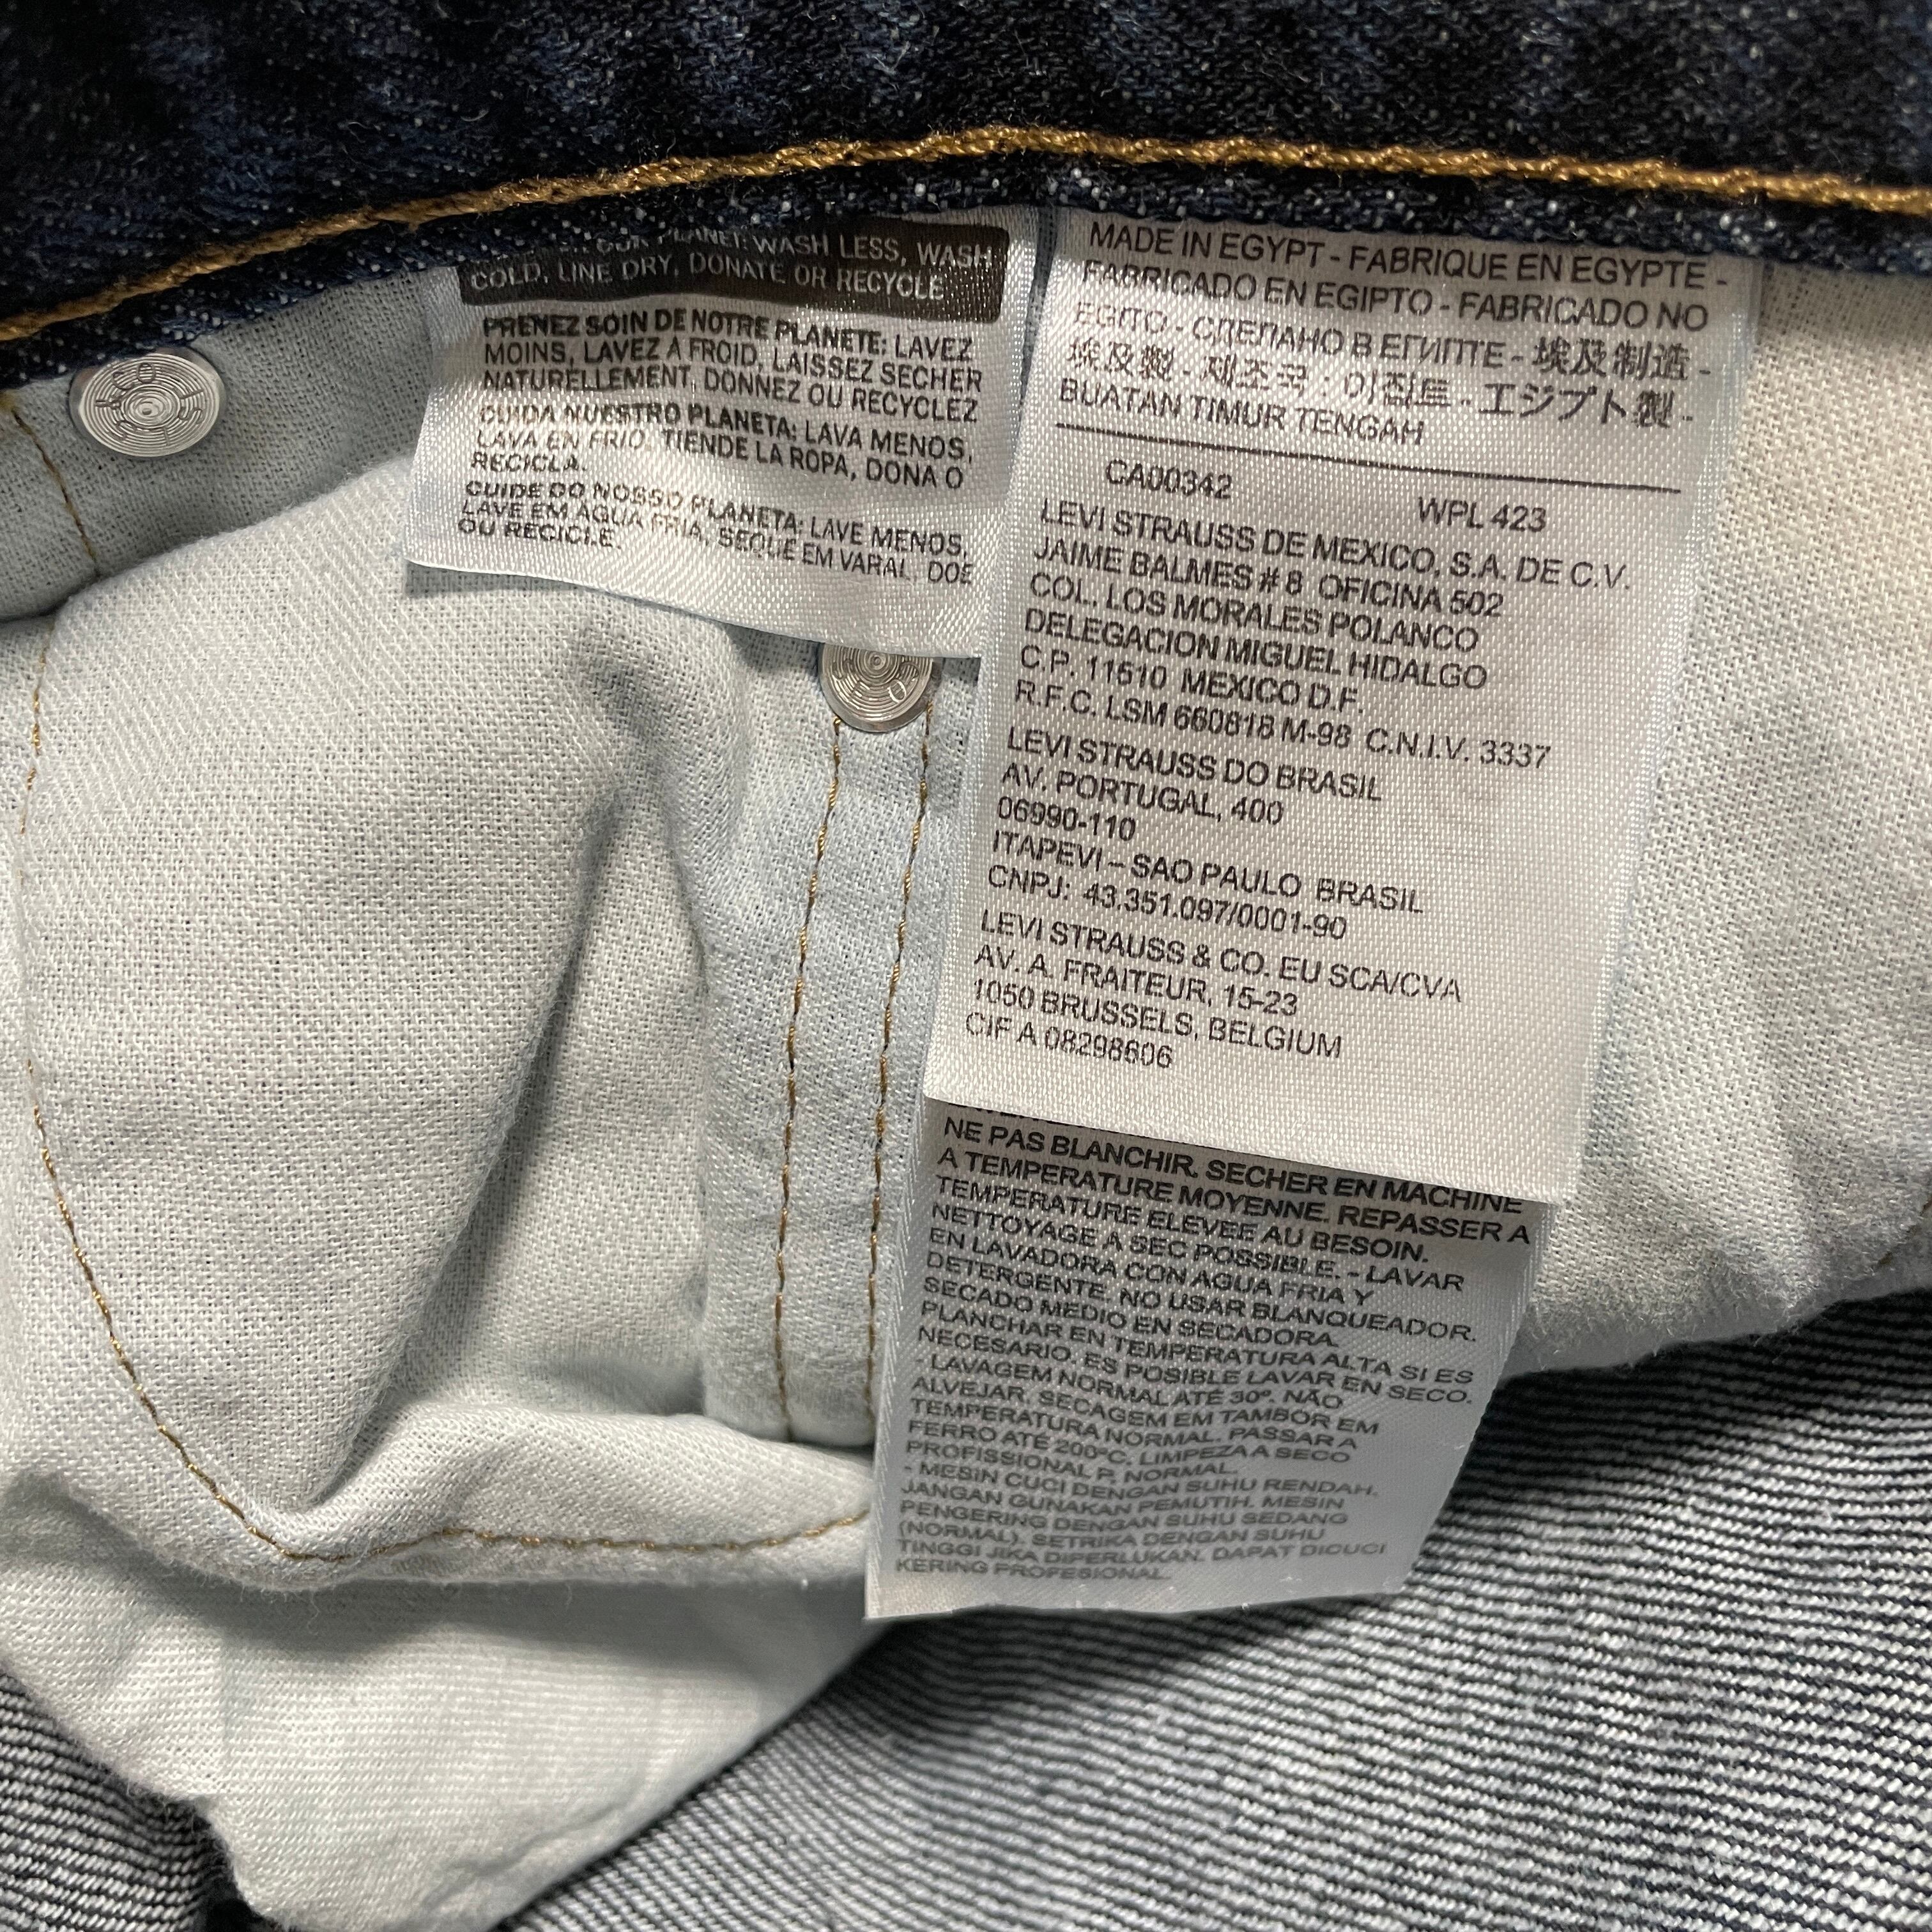 OUR PLANET: WASH LESS, WASH
COLD, LINE DRY, DONATE OR RECYCLE
PRENEZ SOIN DE NOTRE PLANETE: LAVEZ
MOINS, LAVEZ A FROID, LAISSEZ SECHER
NATURELLEMENT, DONNEZ OU RECYCLEZ
CUIDA NUESTRO PLANETA: LAVA MENOS,
LAVA EN FRIO, TIENDE LA ROPA, DONA O
RECICLA.
CUIDE DO NOSSO PLANETA: LAVE MENOS,
LAVE EM AGUA FRIA, SEQUE EM VARAL, DOE
OU RECICLE.
MADE IN EGYPT - FABRIQUE EN EGYPTE -
FABRICADO EN EGIPTO - FABRICADO NO
EGITO - СДЕЛАНО В ЕГИПТЕ - 埃及制造 -
埃及製 - 제조국 : 이집트 - エジプト製 -
BUATAN TIMUR TENGAH
CA00342 WPL 423
LEVI STRAUSS DE MEXICO, S.A. DE C.V.
JAIME BALMES # 8 OFICINA 502
COL. LOS MORALES POLANCO
DELEGACION MIGUEL HIDALGO
C.P. 11510 MEXICO D.F.
R.F.C. LSM 660818 M-98 C.N.I.V. 3337
LEVI STRAUSS DO BRASIL
AV. PORTUGAL, 400
06990-110
ITAPEVI – SAO PAULO BRASIL
CNPJ: 43.351.097/0001-90
LEVI STRAUSS & CO. EU SCA/CVA
AV. A. FRAITEUR, 15-23
1050 BRUSSELS, BELGIUM
CIF A 08298606
NE PAS BLANCHIR. SECHER EN MACHINE
A TEMPERATURE MOYENNE. REPASSER A
TEMPERATURE ELEVEE AU BESOIN.
NETTOYAGE A SEC POSSIBLE. - LAVAR
EN LAVADORA CON AGUA FRIA Y
DETERGENTE. NO USAR BLANQUEADOR.
SECADO MEDIO EN SECADORA.
PLANCHAR EN TEMPERATURA ALTA SI ES
NECESARIO. ES POSIBLE LAVAR EN SECO.
- LAVAGEM NORMAL ATÉ 30º. NÃO
ALVEJAR. SECAGEM EM TAMBOR EM
TEMPERATURA NORMAL. PASSAR A
FERRO ATÉ 200ºC. LIMPEZA A SECO
PROFISSIONAL P, NORMAL.
- MESIN CUCI DENGAN SUHU RENDAH.
JANGAN GUNAKAN PEMUTIH. MESIN
PENGERING DENGAN SUHU SEDANG
(NORMAL). SETRIKA DENGAN SUHU
TINGGI JIKA DIPERLUKAN. DAPAT DICUCI
KERING PROFESIONAL.